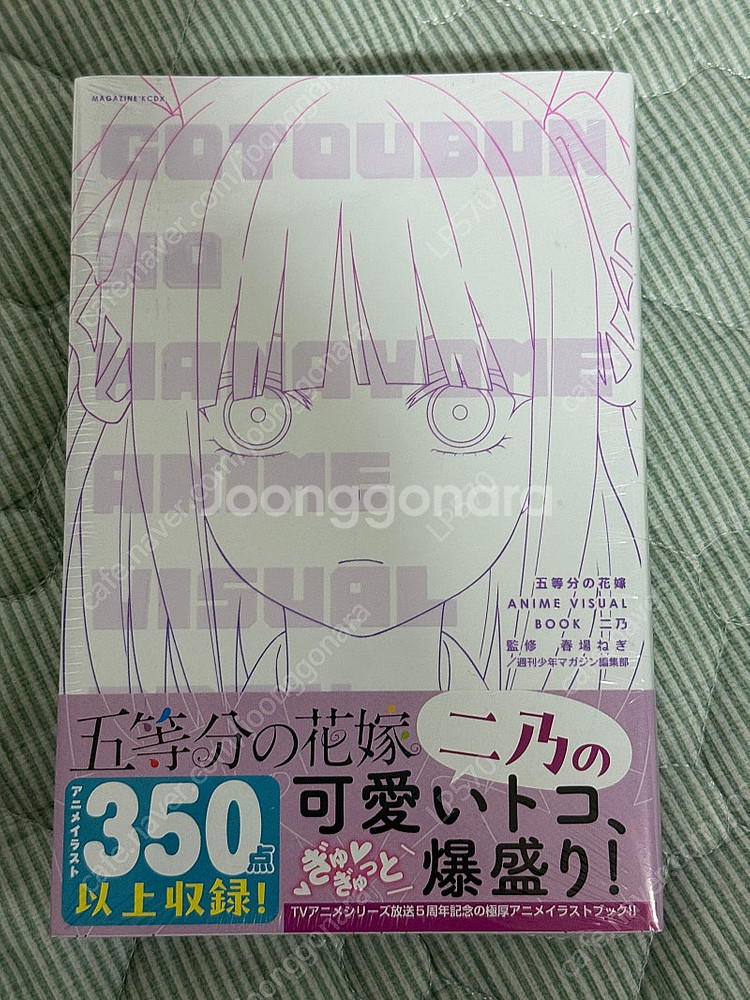 MAGAZINE KCDX
GOTOUBUN
NO
HANAYOME
ANIME
VISUAL
五等分の花嫁
ANIME VISUAL
BOOK 二乃
監修 春場ねぎ
／週刊少年マガジン編集部
五等分の花嫁
二乃の
可愛いトコ、
ぎゅぎゅっと
爆盛り!
アニメイラスト
350点
以上収録!
TVアニメシリーズ放送5周年記念の極厚アニメイラストブック!!
Joonggonara
cafe.naver.com/joonggonara
LP570